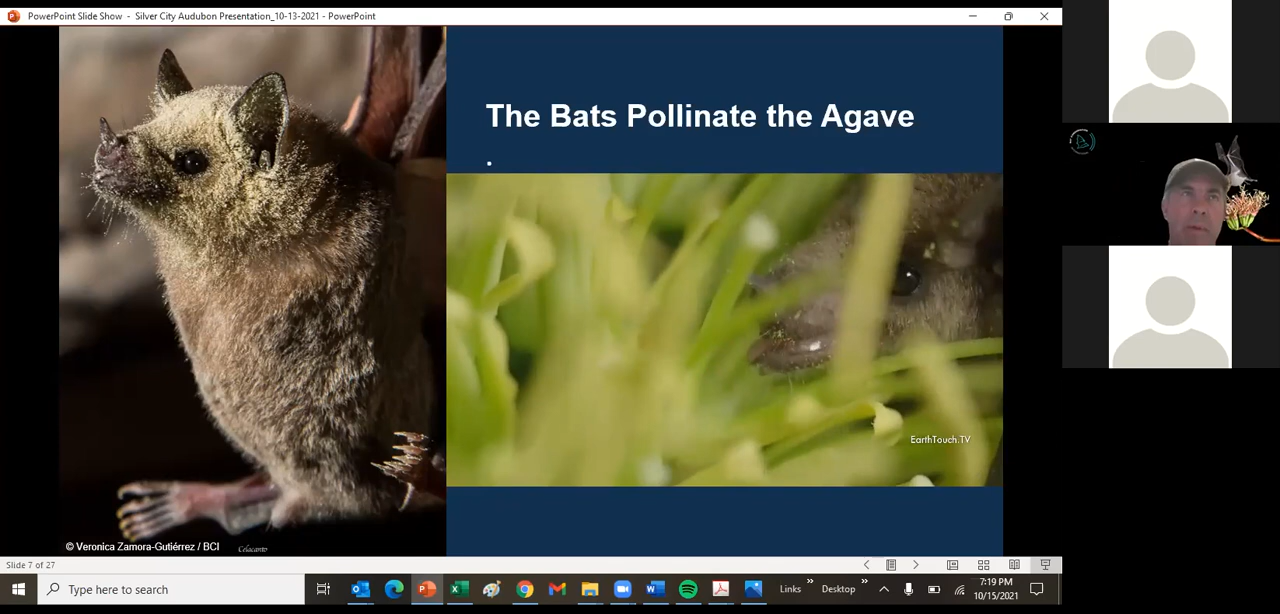 PowerPoint Slide Show - Silver City Audubon Presentation_10-13-2021 - PowerPoint
The Bats Pollinate the Agave
.
EarthTouch.TV
© Veronica Zamora-Gutiérrez / BCI
Celacanto
Slide 7 of 27
Type here to search
Links
Desktop
7:19 PM
10/15/2021